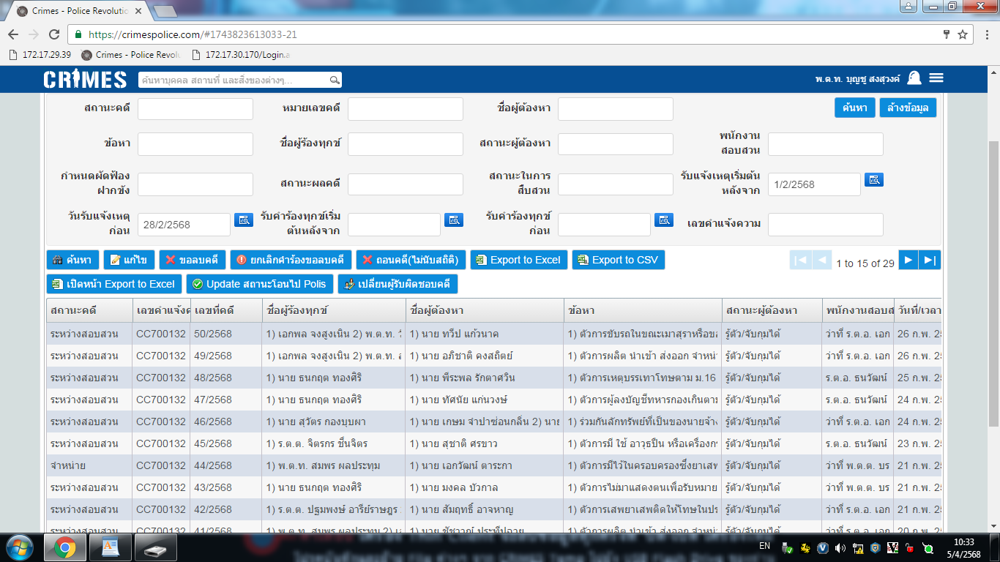 Crimes - Police Revolutio
https://crimespolice.com/#1743823613033-21
172.17.29.39 Crimes - Police Revolu 172.17.30.170/Login.a
CRIMES ค้นหาบุคคล สถานที่ และสิ่งของต่างๆ... พ.ต.ท. บุญชู สงสุวงค์
สถานะคดี หมายเลขคดี ชื่อผู้ต้องหา ค้นหา ล้างข้อมูล
ข้อหา ชื่อผู้ร้องทุกข์ สถานะผู้ต้องหา พนักงาน
สอบสวน
กำหนดผัดฟ้อง สถานะผลคดี สถานะในการ รับแจ้งเหตุเริ่มต้น
ฝากขัง สืบสวน หลังจาก 1/2/2568
วันรับแจ้งเหตุ รับคำร้องทุกข์เริ่ม รับคำร้องทุกข์ เลขคำแจ้งความ
ก่อน 28/2/2568 ต้นหลังจาก ก่อน
ค้นหา แก้ไข ขอลบคดี ยกเลิกคำร้องขอลบคดี ถอนคดี(ไม่นับสถิติ) Export to Excel Export to CSV 1 to 15 of 29
เปิดหน้า Export to Excel Update สถานะโอนไป Polis เปลี่ยนผู้รับผิดชอบคดี
สถานะคดี เลขคำแจ้งค เลขที่คดี ชื่อผู้ร้องทุกข์ ชื่อผู้ต้องหา ข้อหา สถานะผู้ต้องหา พนักงานสอบส วันที่/เวลา
ระหว่างสอบสวน CC700132 50/2568 1) เอกพล จงสูงเนิน 2) พ.ต.ท. 1) นาย ทวีป แก้วนาค 1) ตัวการขับรถในขณะเมาสุราหรือขอ รู้ตัว/จับกุมได้ ว่าที่ ร.ต.อ. เอก 26 ก.พ. 25
ระหว่างสอบสวน CC700132 49/2568 1) เอกพล จงสูงเนิน 2) พ.ต.ท. 1) นาย อภิชาติ คงสถิตย์ 1) ตัวการผลิต นำเข้า ส่งออก จำหน่ รู้ตัว/จับกุมได้ ว่าที่ ร.ต.อ. เอก 26 ก.พ. 25
ระหว่างสอบสวน CC700132 48/2568 1) นาย ธนกฤต ทองศิริ 1) นาย พีระพล รักตาศวิน 1) ตัวการเหตุบรรเทาโทษตาม ม.16 รู้ตัว/จับกุมได้ ร.ต.อ. ธนวัฒน์ 25 ก.พ. 25
ระหว่างสอบสวน CC700132 47/2568 1) นาย ธนกฤต ทองศิริ 1) นาย ทัศนัย แก่นวงษ์ 1) ตัวการผู้ลงบัญชีทหารกองเกินตาม รู้ตัว/จับกุมได้ ร.ต.อ. ธนวัฒน์ 24 ก.พ. 25
ระหว่างสอบสวน CC700132 46/2568 1) นาย สุวัตร กองบุบผา 1) นาย เกษม จำปาซ่อนกลิ่น 2) นาย 1) ร่วมกันลักทรัพย์ที่เป็นของนายจ้าง รู้ตัว/จับกุมได้ ว่าที่ ร.ต.อ. เอก 24 ก.พ. 25
ระหว่างสอบสวน CC700132 45/2568 1) ร.ต.ต. จิตรกร ชื้นจิตร 1) นาย สุชาติ ศรขาว 1) ตัวการมี ใช้ อาวุธปืน หรือเครื่องก รู้ตัว/จับกุมได้ ร.ต.อ. ธนวัฒน์ 23 ก.พ. 25
จำหน่าย CC700132 44/2568 1) พ.ต.ท. สมพร ผลประทุม 1) นาย เอกวัฒน์ ตาระกา 1) ตัวการมีไว้ในครอบครองซึ่งยาเสพ รู้ตัว/จับกุมได้ ว่าที่ พ.ต.ต. บร 21 ก.พ. 25
ระหว่างสอบสวน CC700132 43/2568 1) นาย ธนกฤต ทองศิริ 1) นาย มงคล บัวกาล 1) ตัวการไม่มาแสดงตนเพื่อรับหมาย รู้ตัว/จับกุมได้ ว่าที่ พ.ต.ต. บร 21 ก.พ. 25
ระหว่างสอบสวน CC700132 42/2568 1) ร.ต.ต. ปฐมพงษ์ อารีย์ราษฎร 1) นาย สัมฤทธิ์ อาจหาญ 1) ตัวการเสพยาเสพติดให้โทษในประ รู้ตัว/จับกุมได้ ว่าที่ ร.ต.อ. เอก 21 ก.พ. 25
ระหว่างสอบสวน CC700132 41/2568 1) พ.ต.ท. สมพร ผลประทุม 2) 1) นาย ชัชวาญ์ ประทีปฉาย 1) ตัวการผลิต นำเข้า ส่งออก จำหน่ รู้ตัว/จับกุมได้ ว่าที่ ร.ต.อ. เอก 20 ก.พ. 25
EN 10:33
5/4/2568